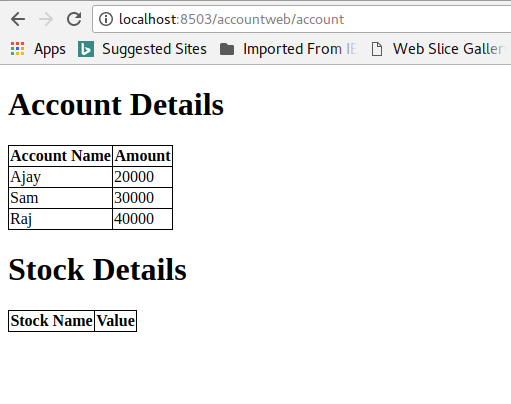 localhost:8503/accountweb/account
Apps Suggested Sites Imported From IE Web Slice Galler
Account Details
Account Name Amount
Ajay 20000
Sam 30000
Raj 40000
Stock Details
Stock Name Value